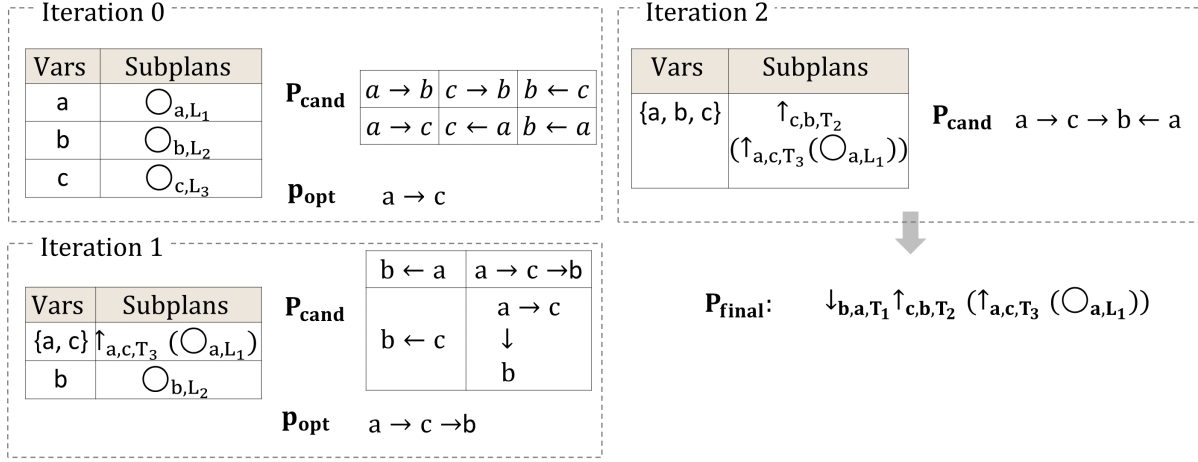 Iteration 0
Vars Subplans
a ○a,L₁
b ○b,L₂
c ○c,L₃
Pcand
a → b c → b b ← c
a → c c ← a b ← a
popt a → c
Iteration 1
Vars Subplans
{a, c} ↑a,c,T₃ (○a,L₁)
b ○b,L₂
Pcand
b ← a a → c →b
b ← c a → c
↓
b
popt a → c →b
Iteration 2
Vars Subplans
{a, b, c} ↑c,b,T₂
(↑a,c,T₃(○a,L₁))
Pcand a → c → b ← a
Pfinal: ↓b,a,T₁↑c,b,T₂ (↑a,c,T₃ (○a,L₁))